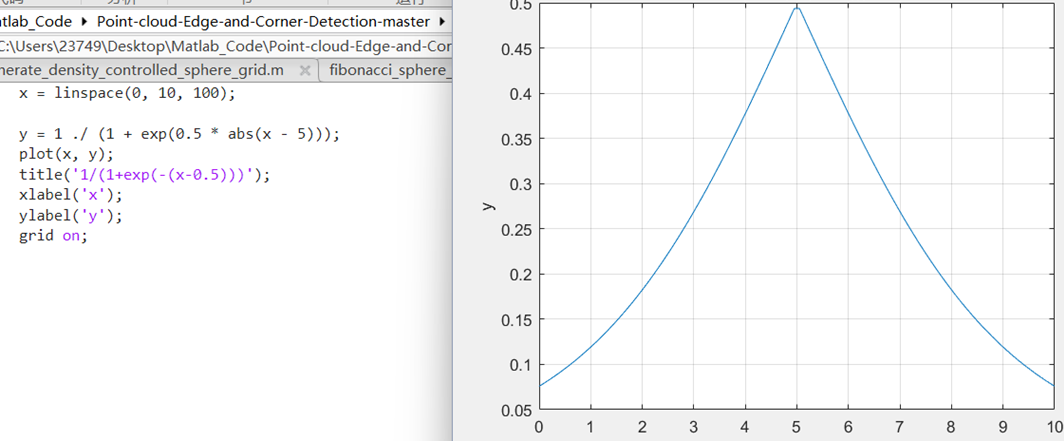 atlab_Code ▸ Point-cloud-Edge-and-Corner-Detection-master ▸
C:\Users\23749\Desktop\Matlab_Code\Point-cloud-Edge-and-Cor
nerate_density_controlled_sphere_grid.m × fibonacci_sphere_
x = linspace(0, 10, 100);
y = 1 ./ (1 + exp(0.5 * abs(x - 5)));
plot(x, y);
title('1/(1+exp(-(x-0.5)))');
xlabel('x');
ylabel('y');
grid on;
0.5
0.45
0.4
0.35
0.3
0.25
0.2
0.15
0.1
0.05
y
0 1 2 3 4 5 6 7 8 9 10